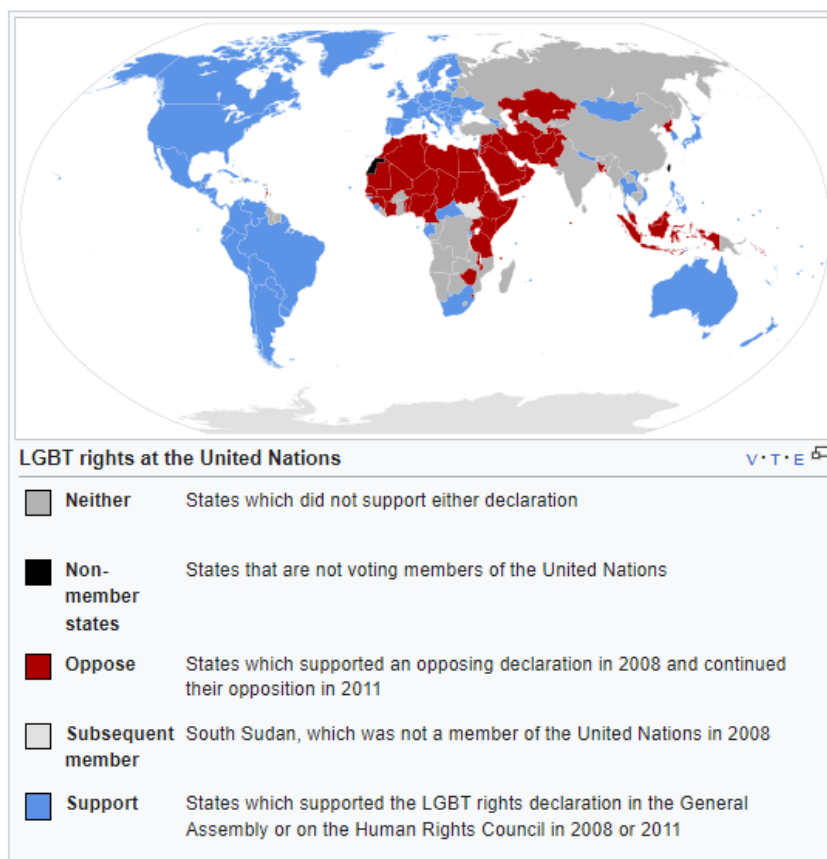 LGBT rights at the United Nations
V·T·E
Neither
States which did not support either declaration
Non-
member
states
States that are not voting members of the United Nations
Oppose
States which supported an opposing declaration in 2008 and continued
their opposition in 2011
Subsequent
member
South Sudan, which was not a member of the United Nations in 2008
Support
States which supported the LGBT rights declaration in the General
Assembly or on the Human Rights Council in 2008 or 2011